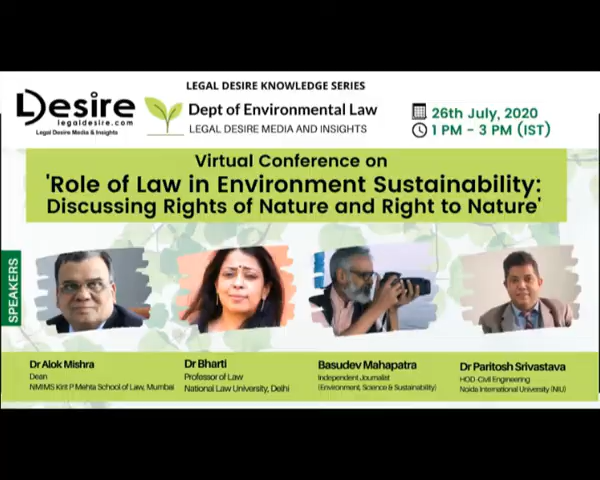 LEGAL DESIRE KNOWLEDGE SERIES
Desire
legaldesire.com
Legal Desire Media & Insights
Dept of Environmental Law
LEGAL DESIRE MEDIA AND INSIGHTS
26th July, 2020
1 PM - 3 PM (IST)
Virtual Conference on
'Role of Law in Environment Sustainability:
Discussing Rights of Nature and Right to Nature'
SPEAKERS
Dr Alok Mishra
Dean
NMIMS Kirit P Mehta School of Law, Mumbai
Dr Bharti
Professor of Law
National Law University, Delhi
Basudev Mahapatra
Independent Journalist
(Environment, Science & Sustainability)
Dr Paritosh Srivastava
HOD-Civil Engineering
Noida International University (NIU)